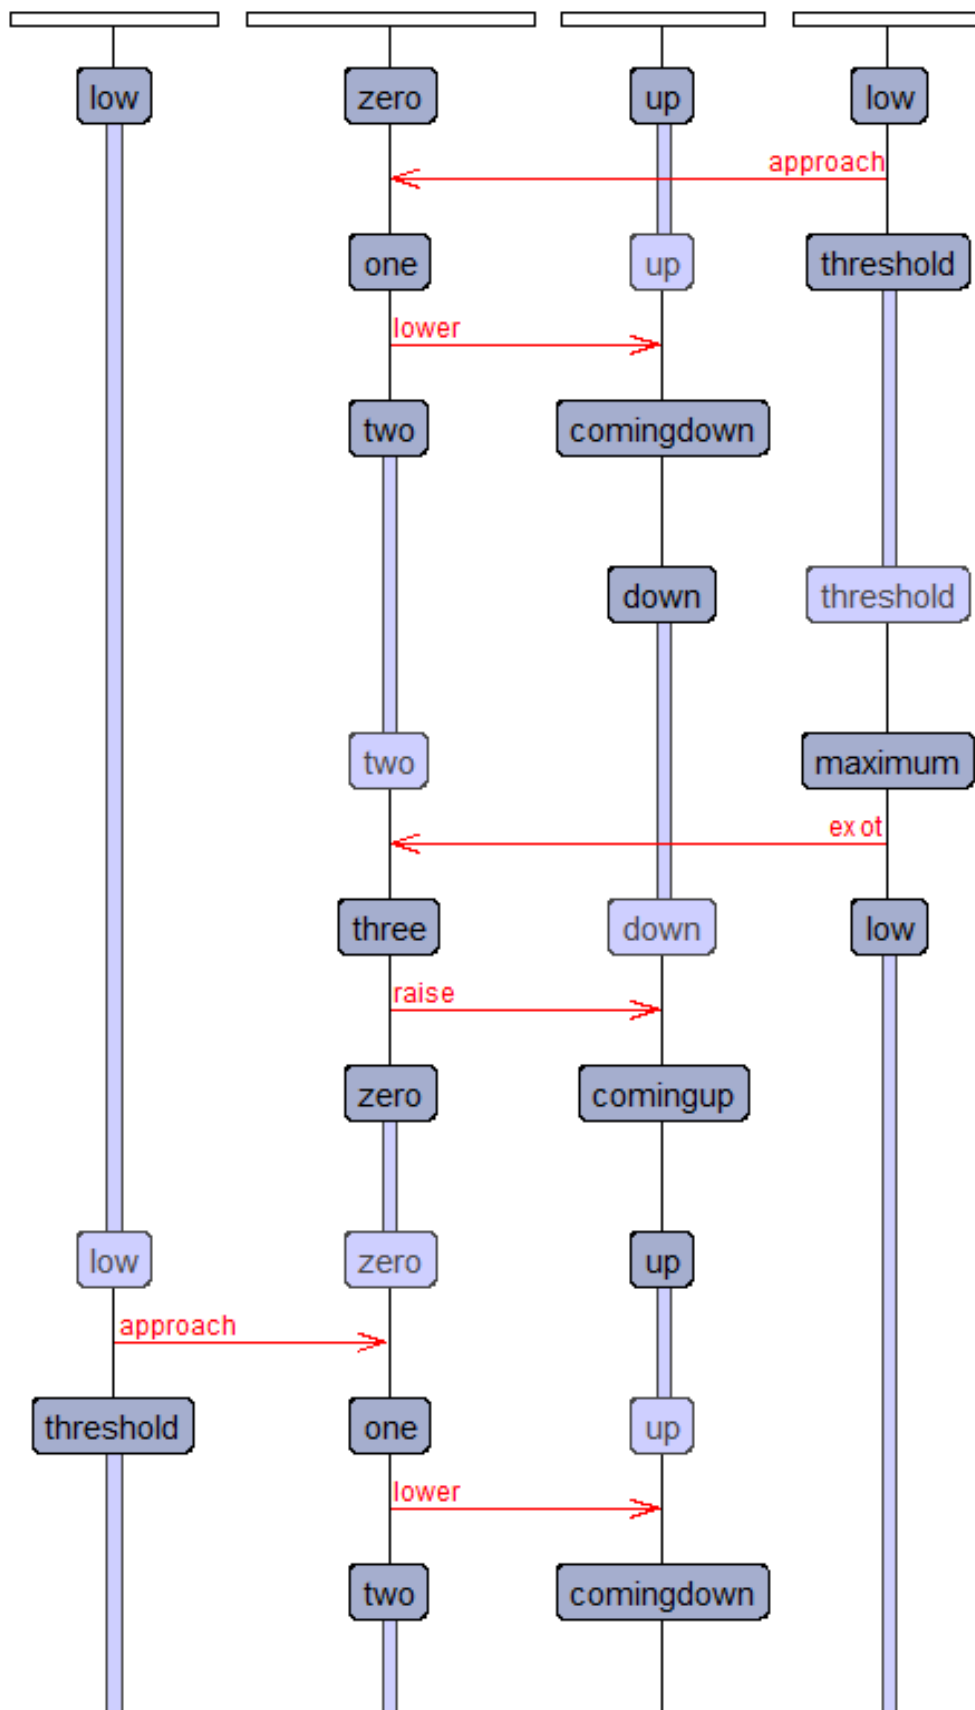 low zero up low
approach
one up threshold
lower
two comingdown
down threshold
two maximum
exot
three down low
raise
zero comingup
low zero up
approach
threshold one up
lower
two comingdown